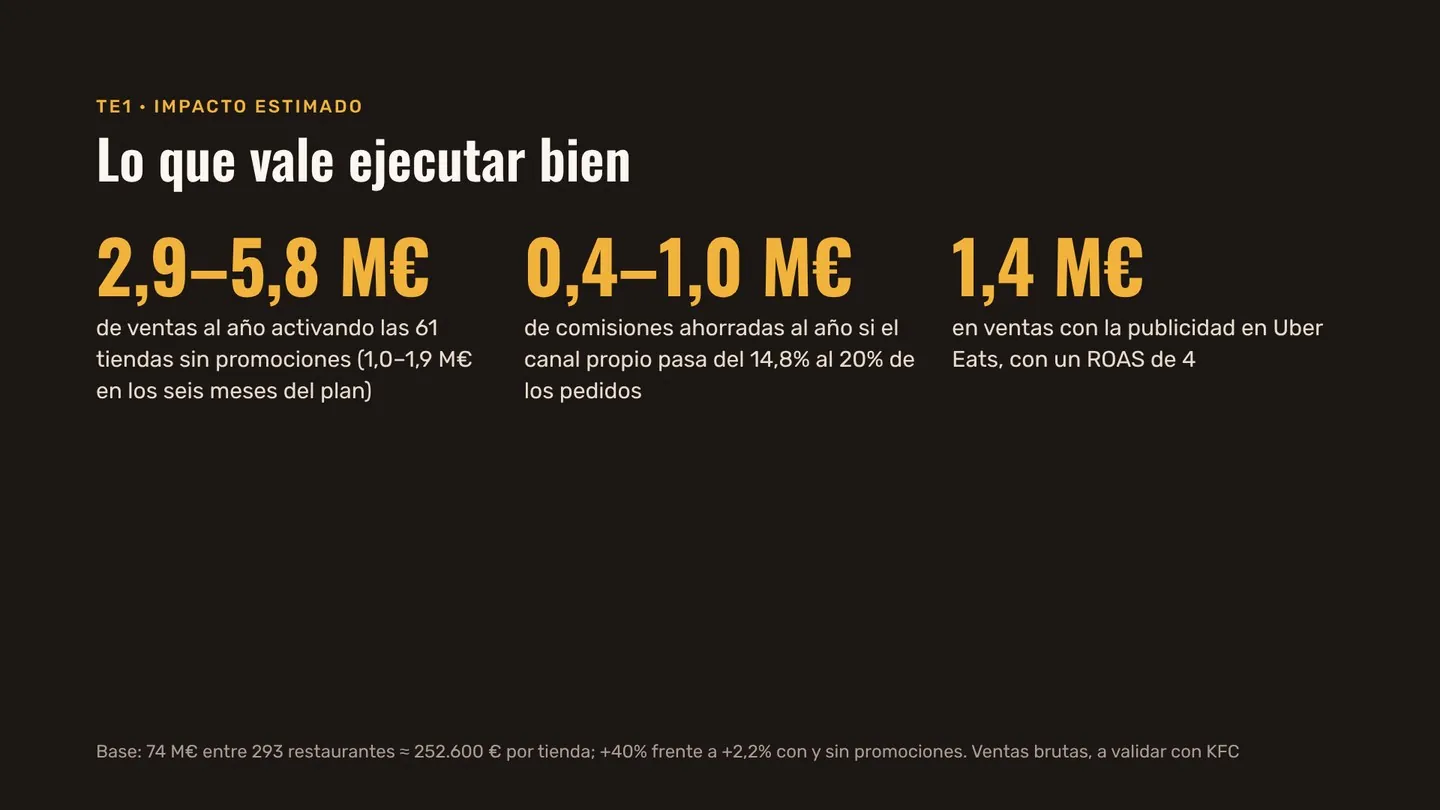 TE1 • IMPACTO ESTIMADO
Lo que vale ejecutar bien
2,9–5,8 M€
de ventas al año activando las 61
tiendas sin promociones (1,0–1,9 M€
en los seis meses del plan)
0,4–1,0 M€
de comisiones ahorradas al año si el
canal propio pasa del 14,8% al 20% de
los pedidos
1,4 M€
en ventas con la publicidad en Uber
Eats, con un ROAS de 4
Base: 74 M€ entre 293 restaurantes ≈ 252.600 € por tienda; +40% frente a +2,2% con y sin promociones. Ventas brutas, a validar con KFC